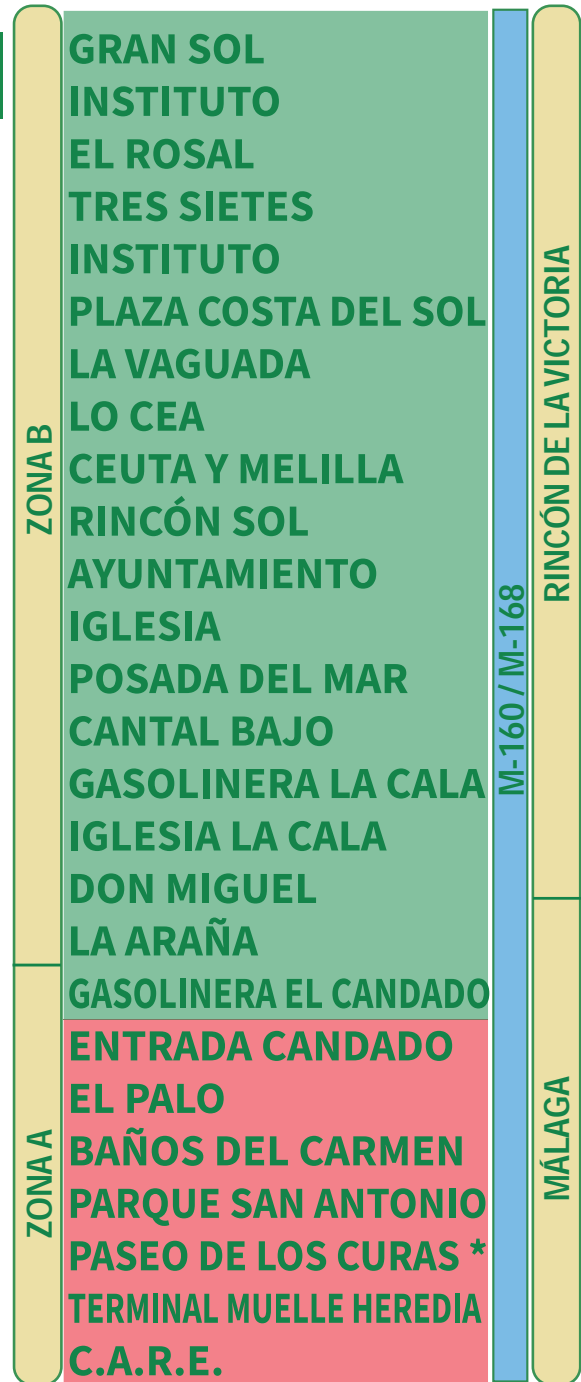 ZONA B
ZONA A
GRAN SOL
INSTITUTO
EL ROSAL
TRES SIETES
INSTITUTO
PLAZA COSTA DEL SOL
LA VAGUADA
LO CEA
CEUTA Y MELILLA
RINCÓN SOL
AYUNTAMIENTO
IGLESIA
POSADA DEL MAR
CANTAL BAJO
GASOLINERA LA CALA
IGLESIA LA CALA
DON MIGUEL
LA ARAÑA
GASOLINERA EL CANDADO
ENTRADA CANDADO
EL PALO
BAÑOS DEL CARMEN
PARQUE SAN ANTONIO
PASEO DE LOS CURAS *
TERMINAL MUELLE HEREDIA
C.A.R.E.
M-160 / M-168
RINCÓN DE LA VICTORIA
MÁLAGA